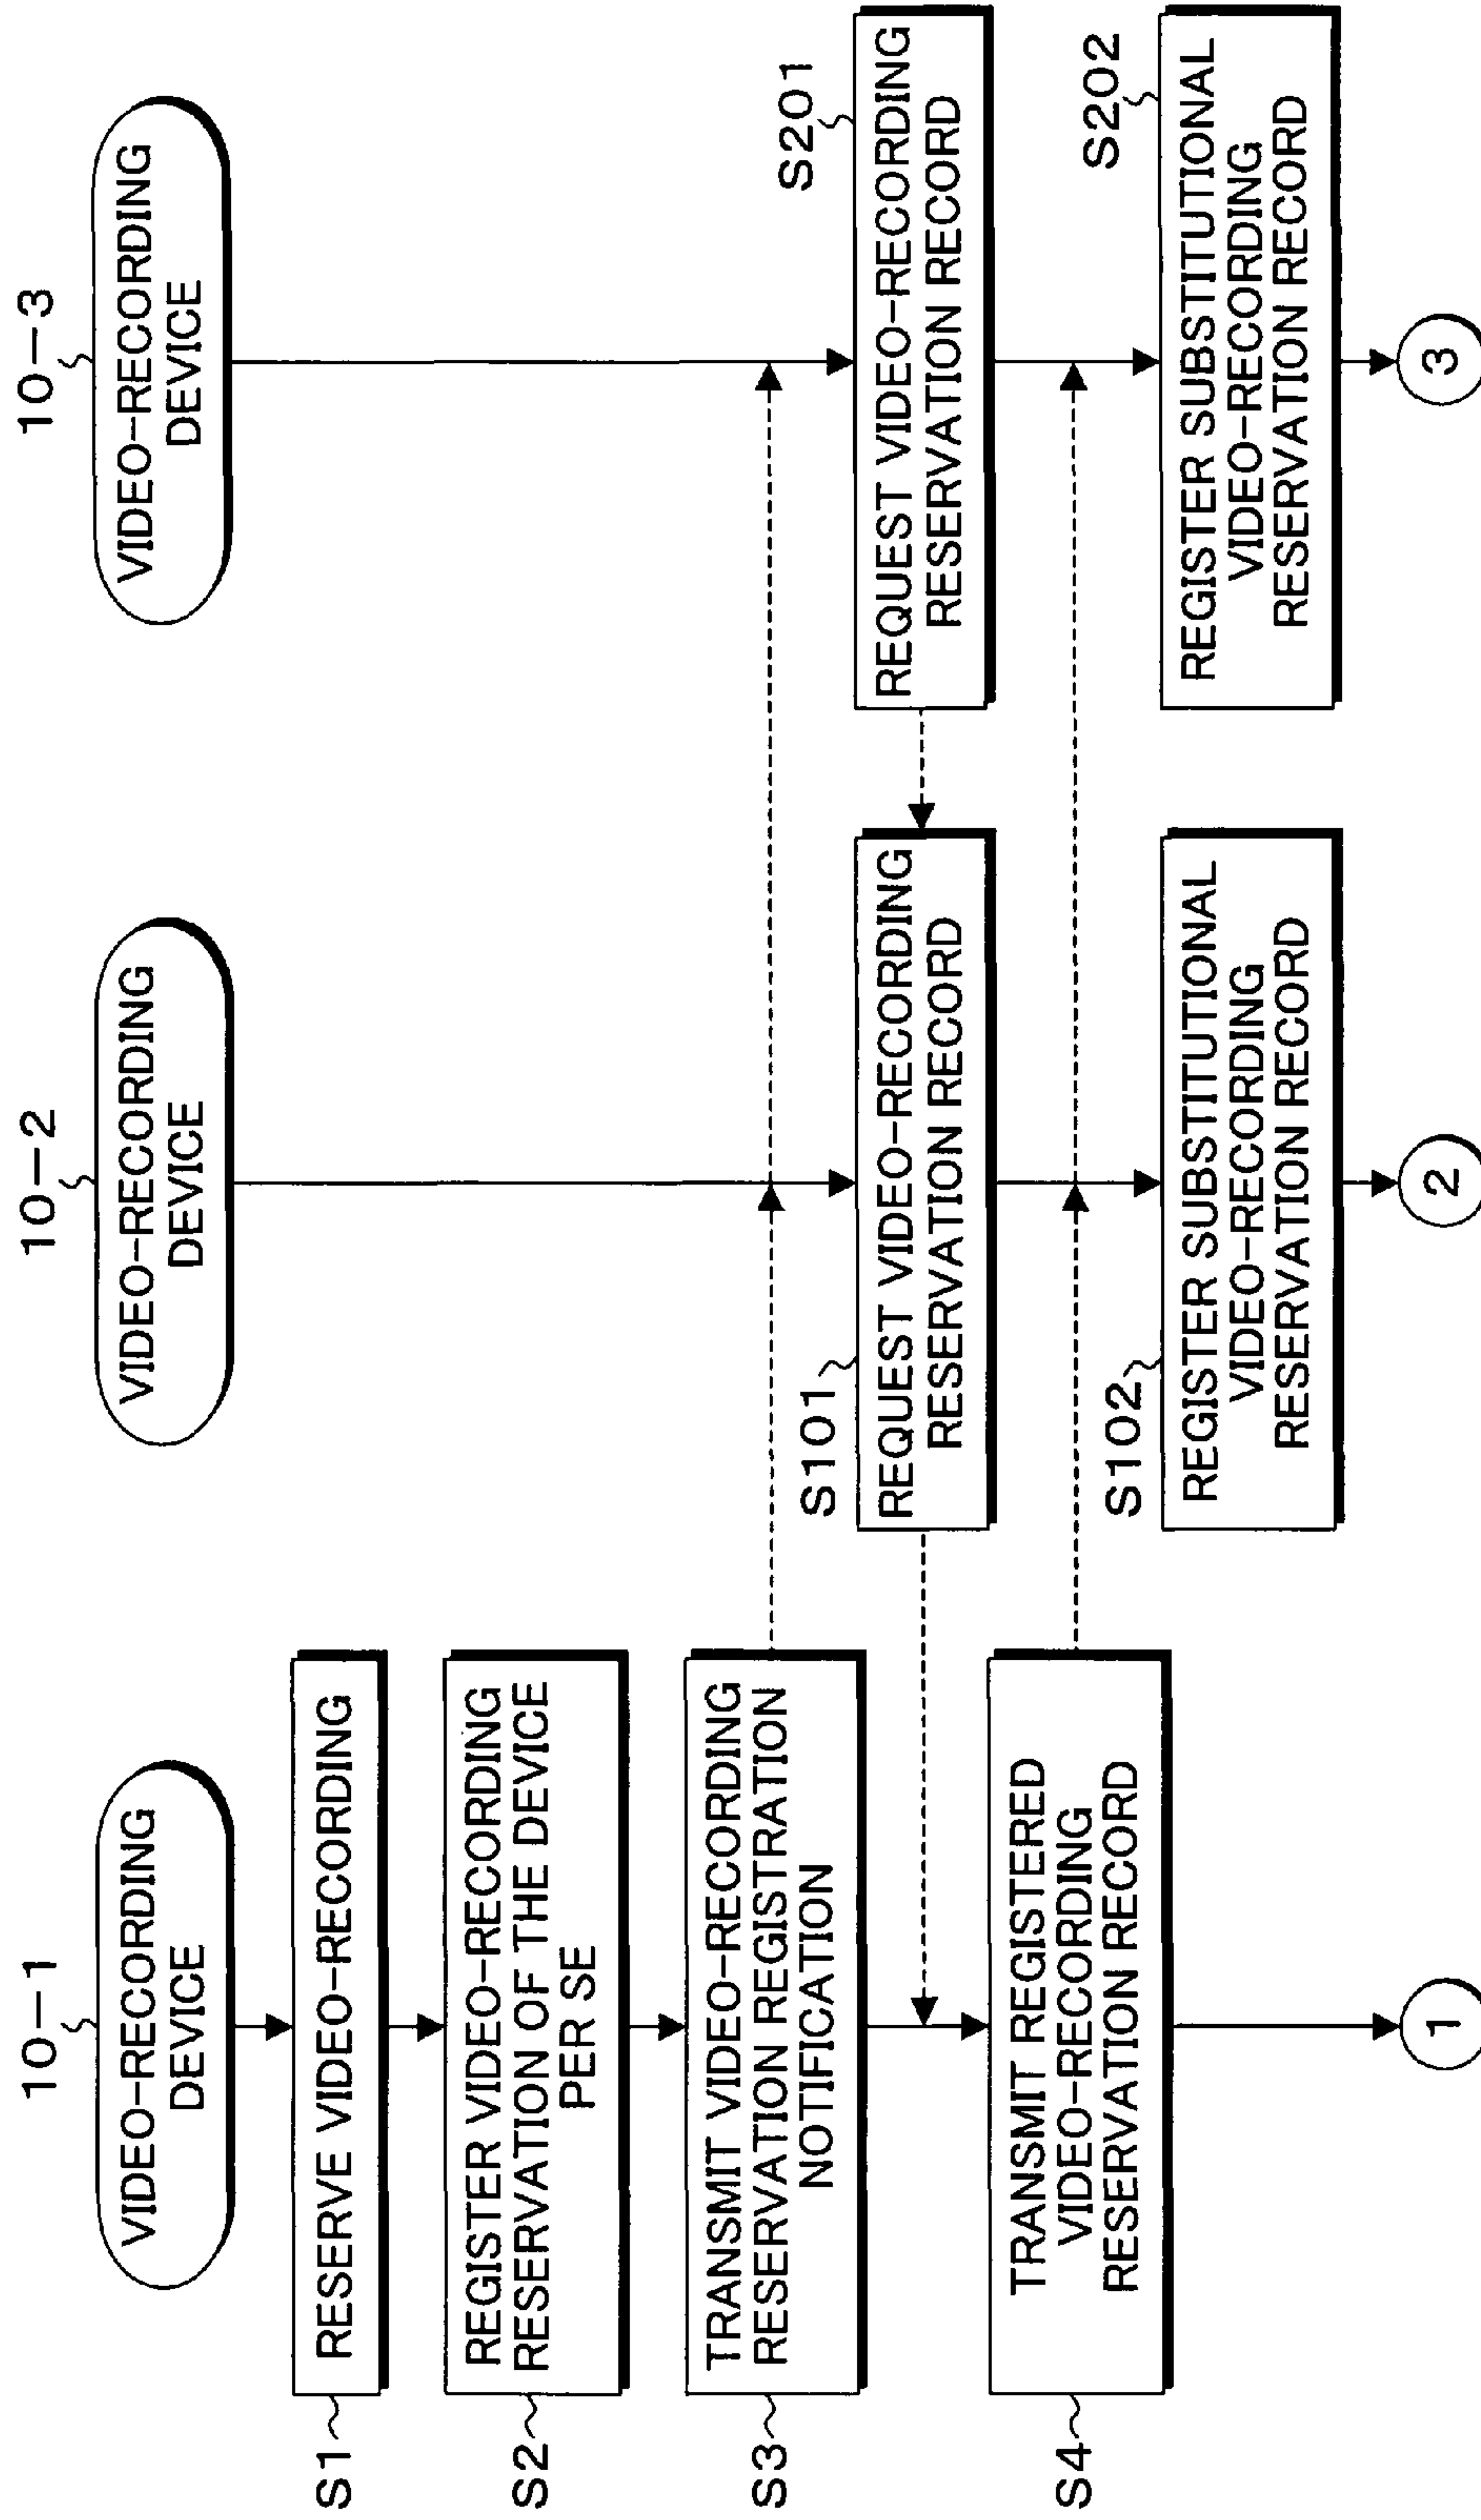 10-1
VIDEO-RECORDING
DEVICE
S1
RESERVE VIDEO-RECORDING
S2
REGISTER VIDEO-RECORDING
RESERVATION OF THE DEVICE
PER SE
S3
TRANSMIT VIDEO-RECORDING
RESERVATION REGISTRATION
NOTIFICATION
S4
TRANSMIT REGISTERED
VIDEO-RECORDING
RESERVATION RECORD
1
10-2
VIDEO-RECORDING
DEVICE
S101
REQUEST VIDEO-RECORDING
RESERVATION RECORD
S102
REGISTER SUBSTITUTIONAL
VIDEO-RECORDING
RESERVATION RECORD
2
10-3
VIDEO-RECORDING
DEVICE
S201
REQUEST VIDEO-RECORDING
RESERVATION RECORD
S202
REGISTER SUBSTITUTIONAL
VIDEO-RECORDING
RESERVATION RECORD
3